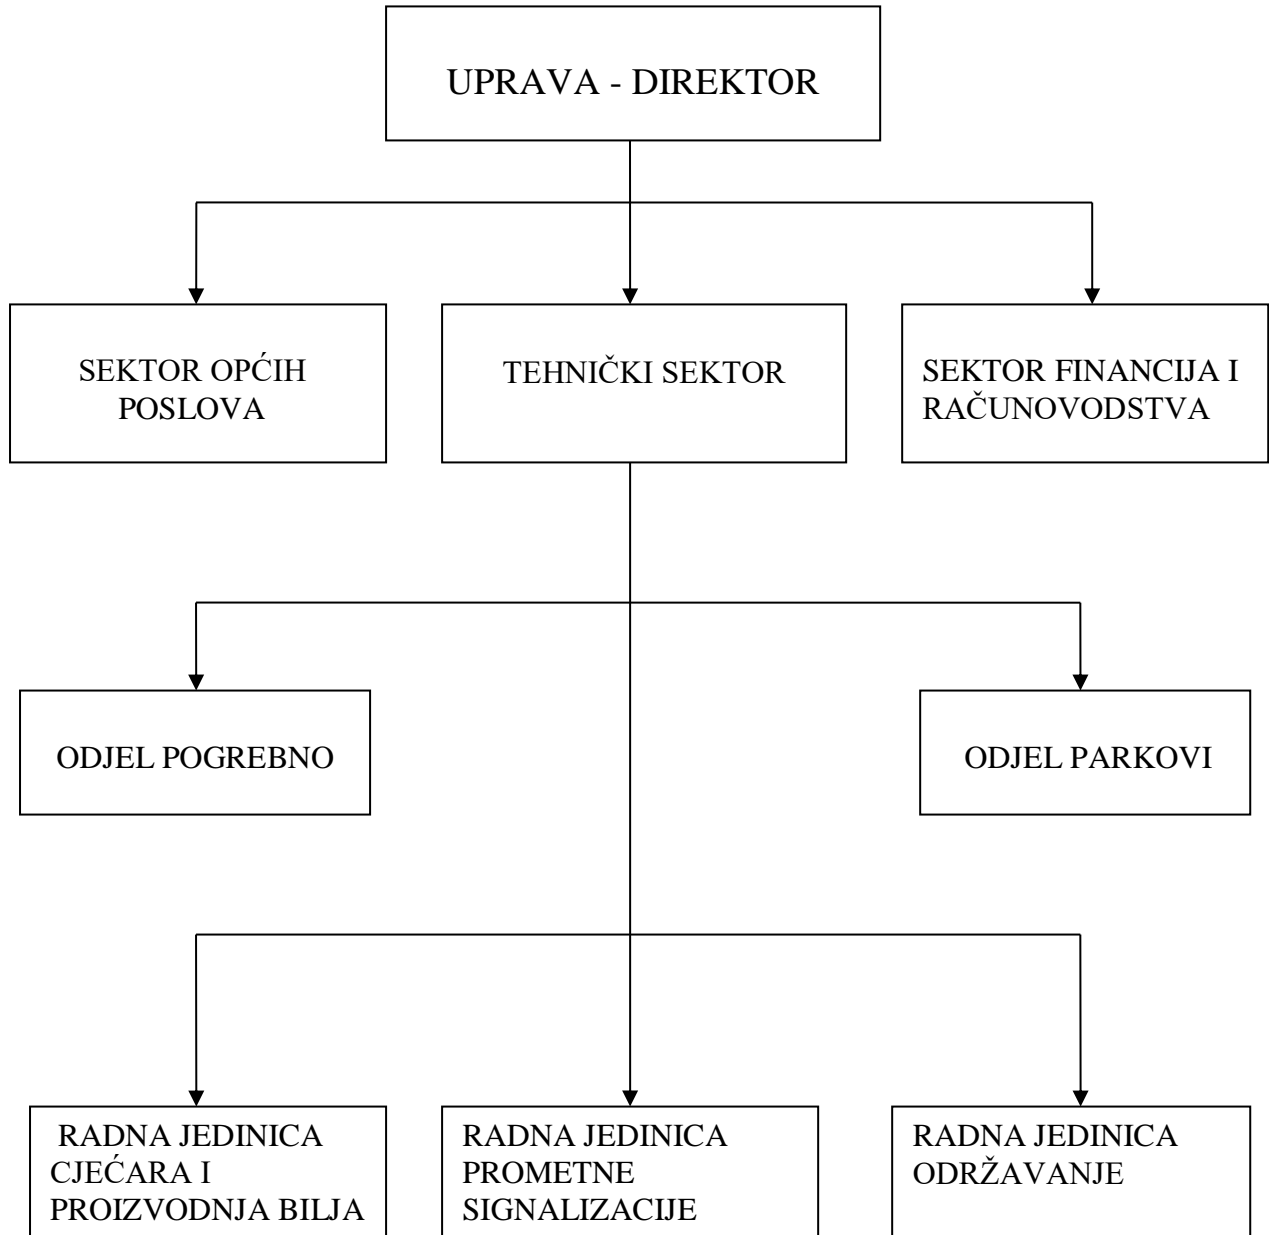 UPRAVA - DIREKTOR
SEKTOR OPĆIH
POSLOVA
TEHNIČKI SEKTOR
SEKTOR FINANCIJA I
RAČUNOVODSTVA
ODJEL POGREBNO
ODJEL PARKOVI
RADNA JEDINICA
CJEĆARA I
PROIZVODNJA BILJA
RADNA JEDINICA
PROMETNE
SIGNALIZACIJE
RADNA JEDINICA
ODRŽAVANJE